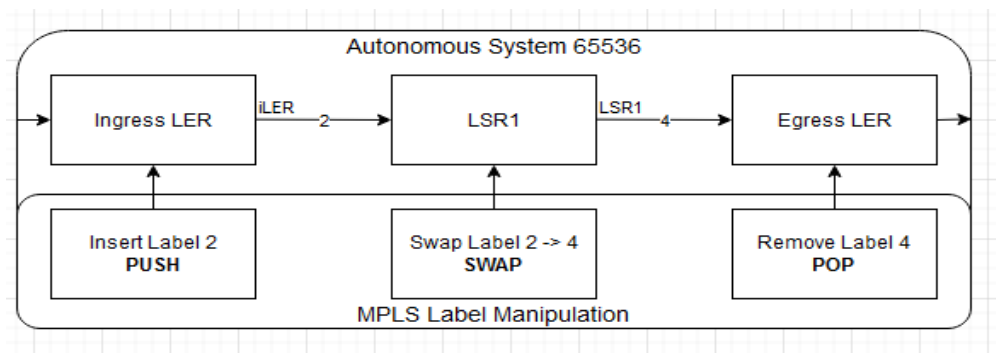 Autonomous System 65536
Ingress LER
iLER
2
LSR1
LSR1
4
Egress LER
Insert Label 2
PUSH
Swap Label 2 -> 4
SWAP
Remove Label 4
POP
MPLS Label Manipulation